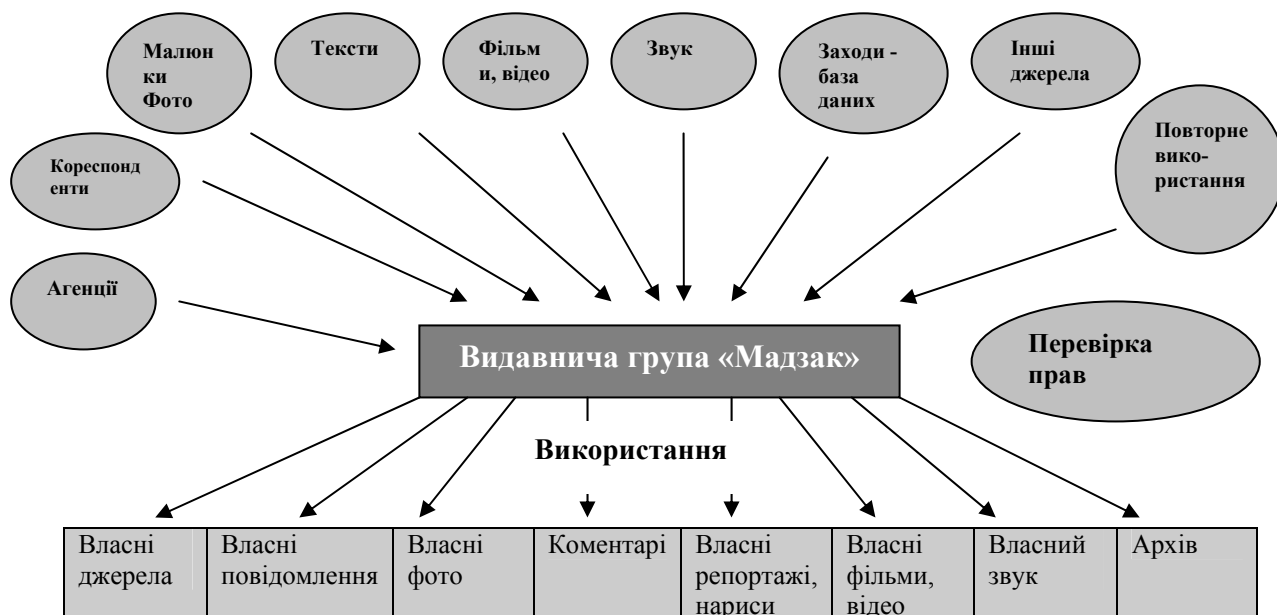 Малюн
ки
Фото
Тексти
Фільм
и, відео
Звук
Заходи -
база
даних
Інші
джерела
Повторне
вико-
ристання
Кореспонд
енти
Агенції
Видавнича група «Мадзак»
Перевірка
прав
Використання
Власні
джерела
Власні
повідомлення
Власні
фото
Коментарі
Власні
репортажі,
нариси
Власні
фільми,
відео
Власний
звук
Архів